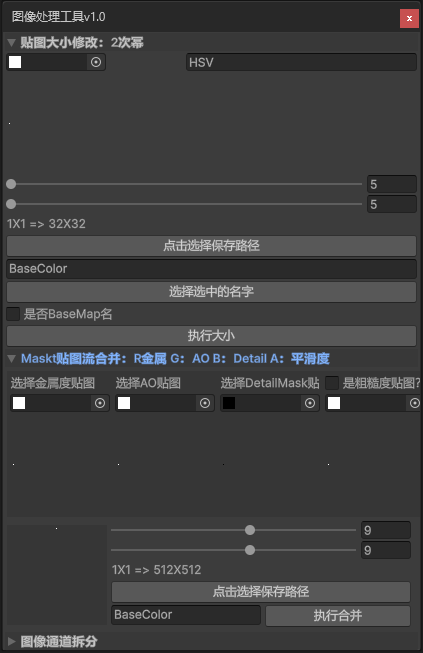 图像处理工具v1.0
x
贴图大小修改：2次幂
HSV
5
5
1X1 => 32X32
点击选择保存路径
BaseColor
选择选中的名字
是否BaseMap名
执行大小
Maskt贴图流合并：R金属 G：AO B：Detail A：平滑度
选择金属度贴图 选择AO贴图 选择DetailMask贴 是粗糙度贴图?
9
9
1X1 => 512X512
点击选择保存路径
BaseColor 执行合并
图像通道拆分